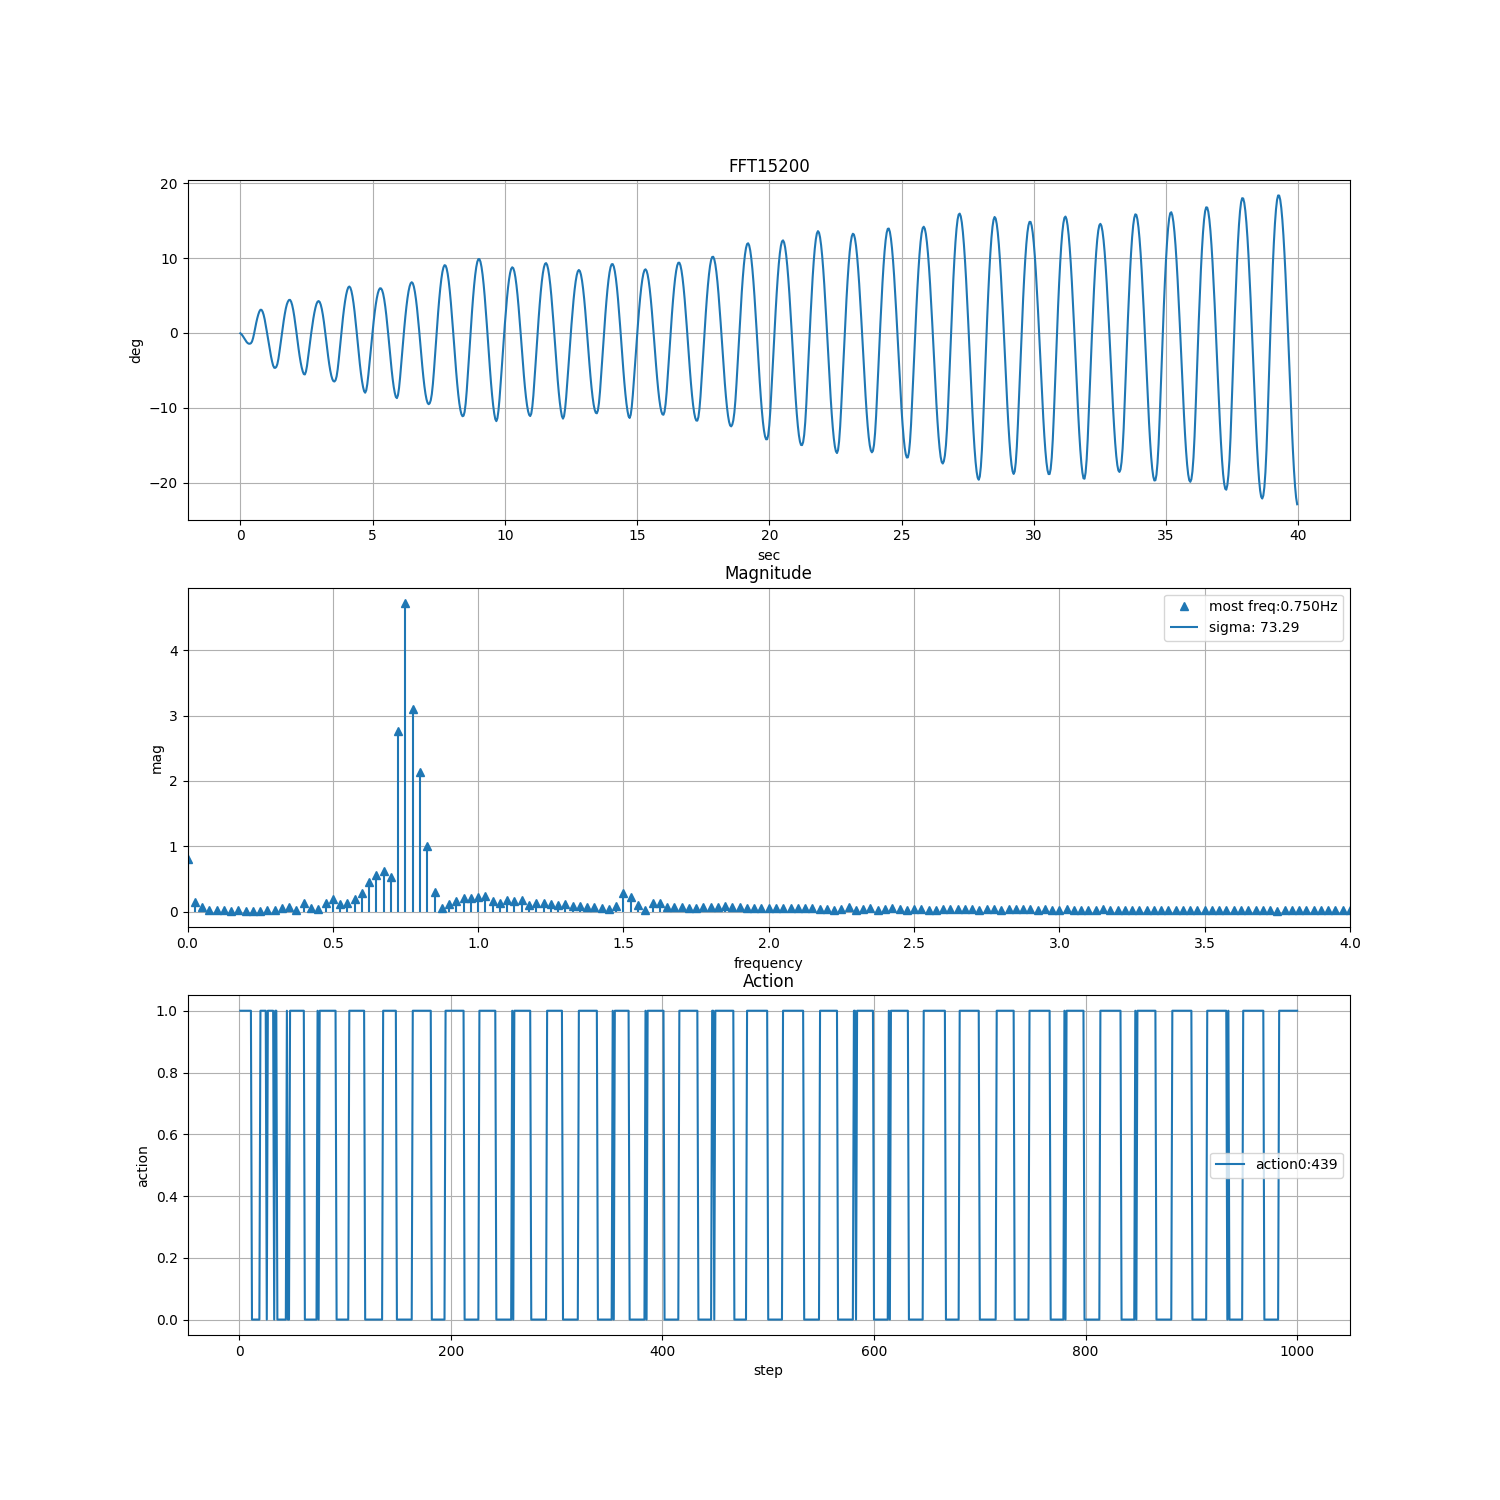 FFT15200
20
10
0
−10
−20
deg
0 5 10 15 20 25 30 35 40
sec
Magnitude
most freq:0.750Hz
sigma: 73.29
4
3
2
1
0
mag
0.0 0.5 1.0 1.5 2.0 2.5 3.0 3.5 4.0
frequency
Action
1.0
0.8
0.6
0.4
0.2
0.0
action
action0:439
0 200 400 600 800 1000
step